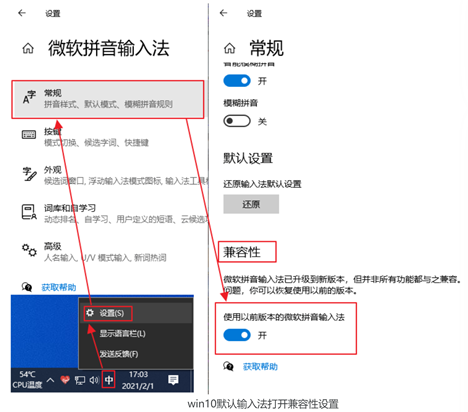 设置
微软拼音输入法
常规
拼音样式、默认模式、模糊拼音规则
按键
模式切换、候选字词、快捷键
外观
候选词窗口, 浮动输入法模式图标, 输入法工具栏
词库和自学习
动态排名、自学习、用户定义的短语、云候选
高级
人名输入, U/V 模式输入, 新词热词
获取帮助
设置(S)
显示语言栏(L)
发送反馈(F)
54℃
CPU温度
中
17:03
2021/2/1
设置
常规
智能模糊拼音
开
模糊拼音
关
默认设置
还原输入法默认设置
还原
兼容性
微软拼音输入法已升级到新版本，但并非所有功能都与之兼容。
问题，你可以恢复使用以前的版本。
使用以前版本的微软拼音输入法
开
获取帮助
win10默认输入法打开兼容性设置